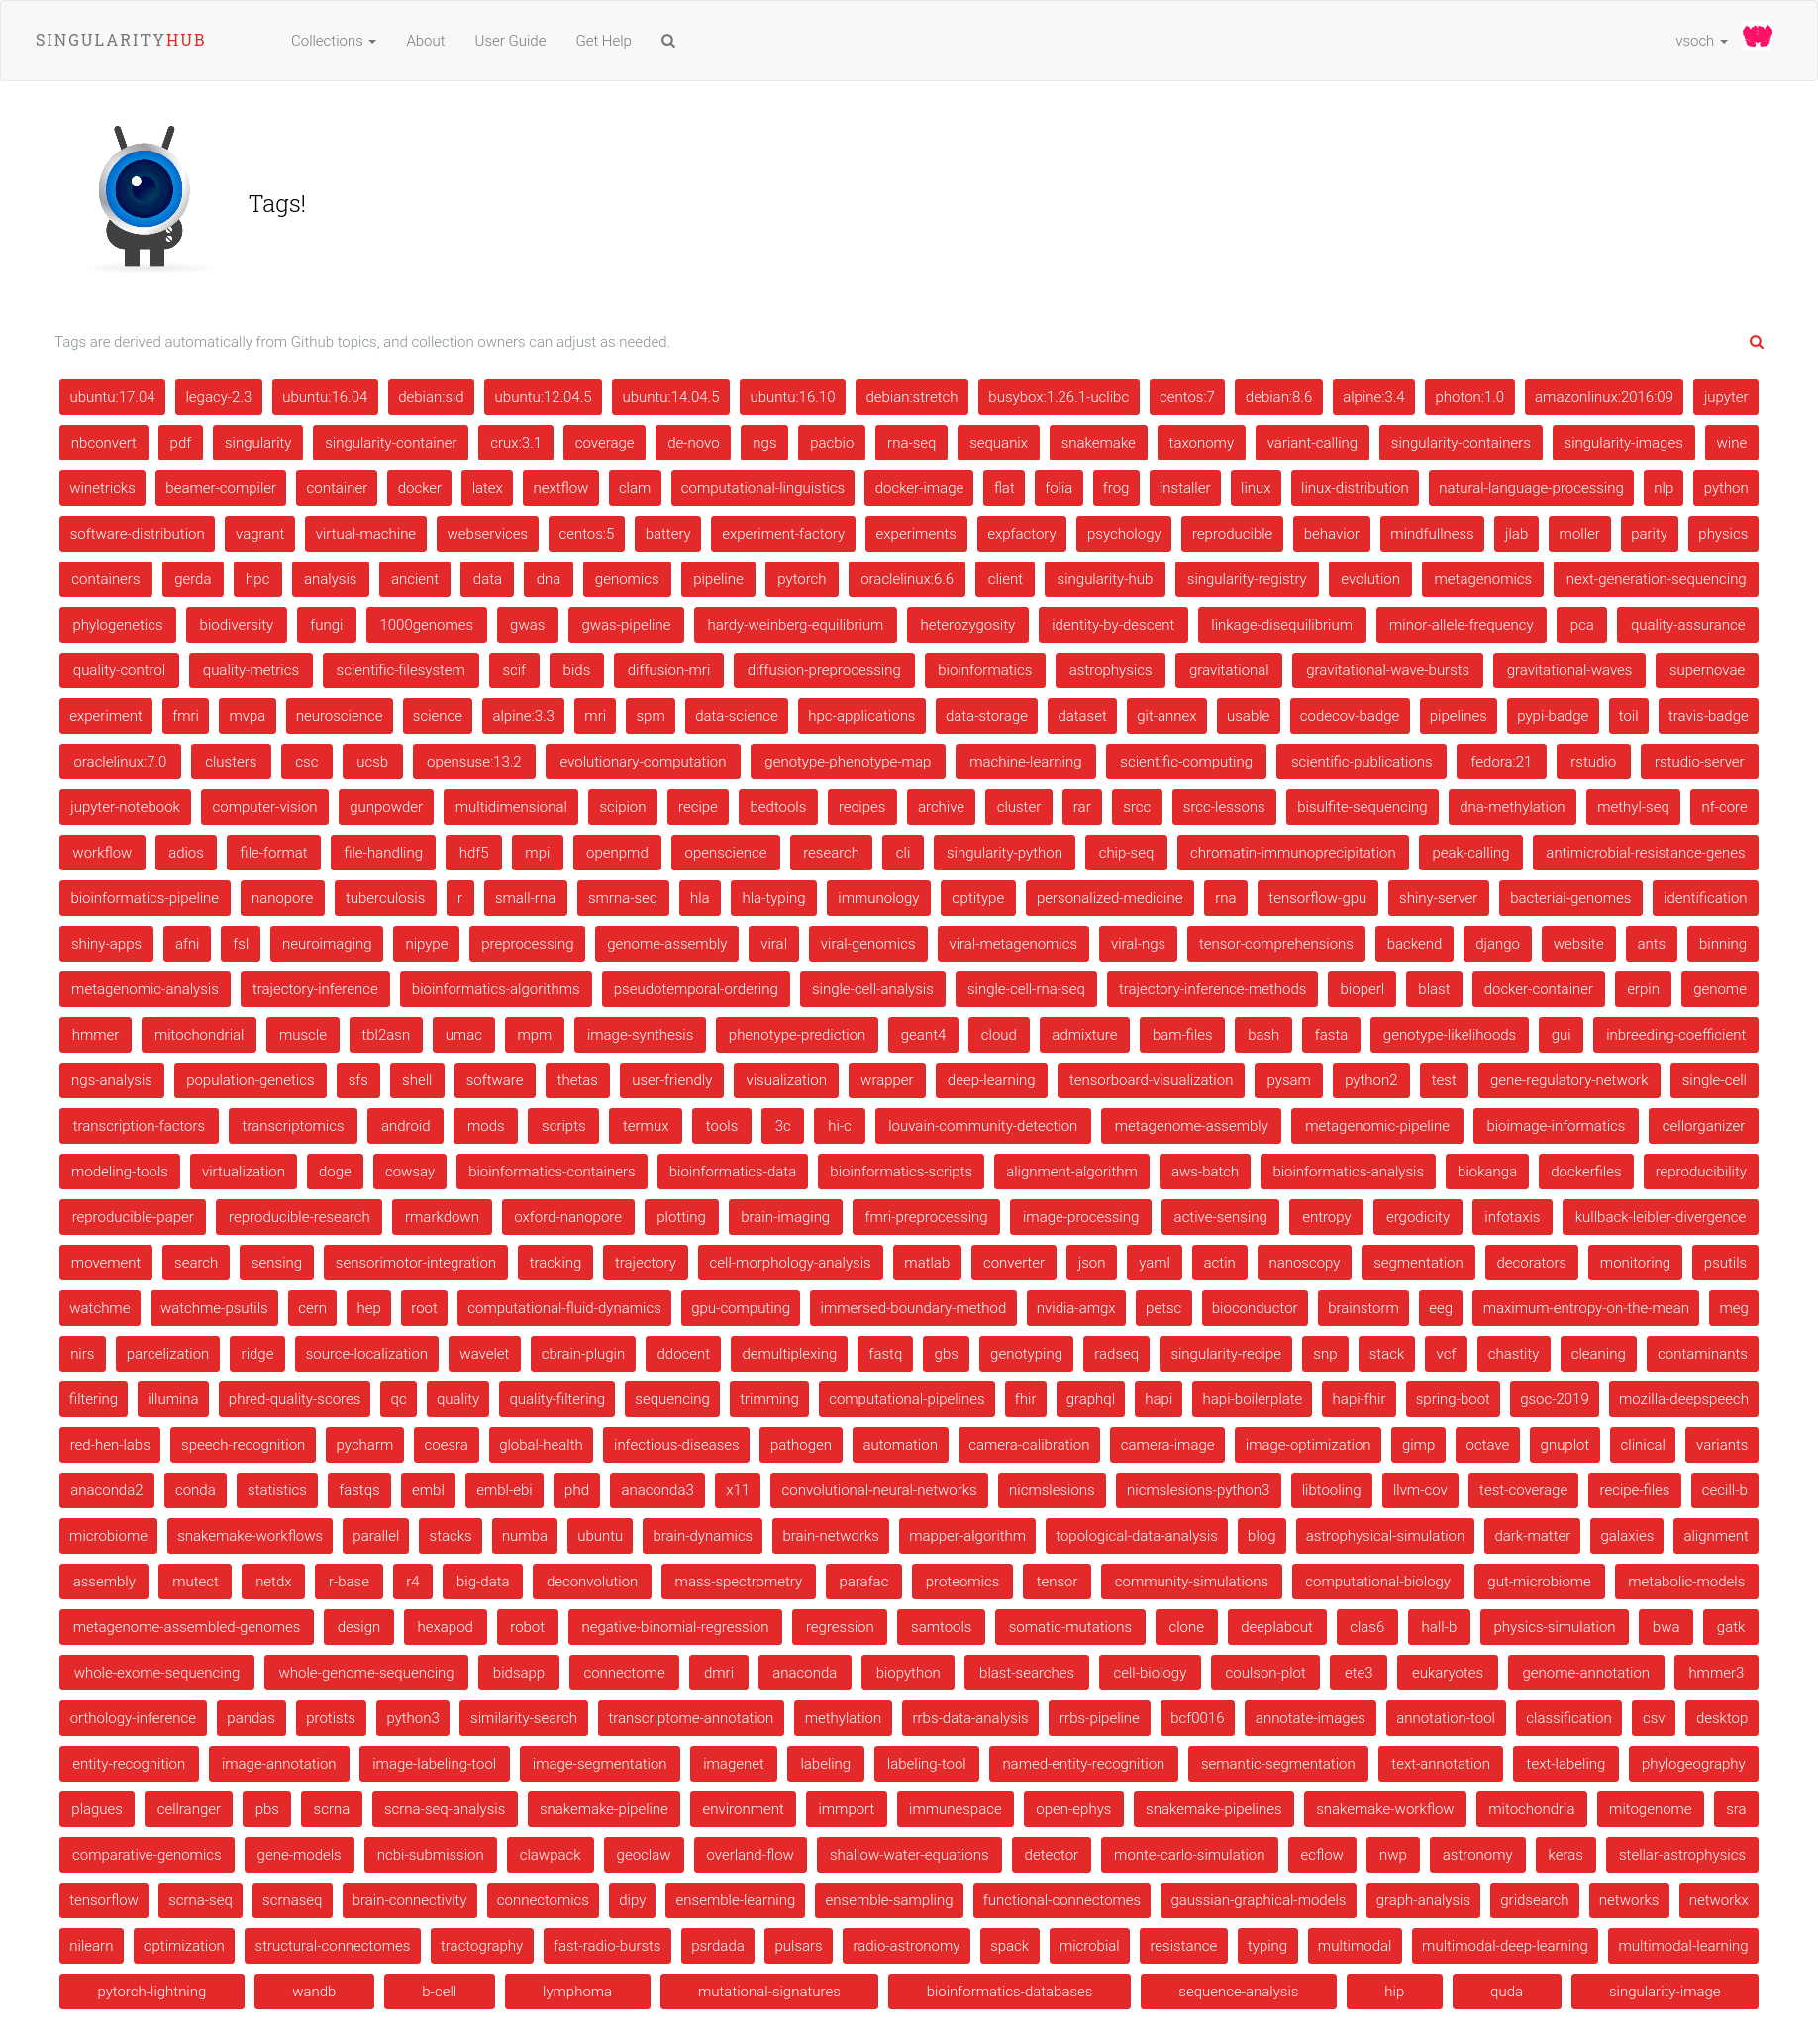 SINGULARITYHUB Collections About User Guide Get Help vsoch
Tags!
Tags are derived automatically from Github topics, and collection owners can adjust as needed.
ubuntu:17.04 legacy-2.3 ubuntu:16.04 debian:sid ubuntu:12.04.5 ubuntu:14.04.5 ubuntu:16.10 debian:stretch busybox:1.26.1-uclibc centos:7 debian:8.6 alpine:3.4 photon:1.0 amazonlinux:2016:09 jupyter
nbconvert pdf singularity singularity-container crux:3.1 coverage de-novo ngs pacbio rna-seq sequanix snakemake taxonomy variant-calling singularity-containers singularity-images wine
winetricks beamer-compiler container docker latex nextflow clam computational-linguistics docker-image flat folia frog installer linux linux-distribution natural-language-processing nlp python
software-distribution vagrant virtual-machine webservices centos:5 battery experiment-factory experiments expfactory psychology reproducible behavior mindfullness jlab moller parity physics
containers gerda hpc analysis ancient data dna genomics pipeline pytorch oraclelinux:6.6 client singularity-hub singularity-registry evolution metagenomics next-generation-sequencing
phylogenetics biodiversity fungi 1000genomes gwas gwas-pipeline hardy-weinberg-equilibrium heterozygosity identity-by-descent linkage-disequilibrium minor-allele-frequency pca quality-assurance
quality-control quality-metrics scientific-filesystem scif bids diffusion-mri diffusion-preprocessing bioinformatics astrophysics gravitational gravitational-wave-bursts gravitational-waves supernovae
experiment fmri mvpa neuroscience science alpine:3.3 mri spm data-science hpc-applications data-storage dataset git-annex usable codecov-badge pipelines pypi-badge toil travis-badge
oraclelinux:7.0 clusters csc ucsb opensuse:13.2 evolutionary-computation genotype-phenotype-map machine-learning scientific-computing scientific-publications fedora:21 rstudio rstudio-server
jupyter-notebook computer-vision gunpowder multidimensional scipion recipe bedtools recipes archive cluster rar srcc srcc-lessons bisulfite-sequencing dna-methylation methyl-seq nf-core
workflow adios file-format file-handling hdf5 mpi openpmd openscience research cli singularity-python chip-seq chromatin-immunoprecipitation peak-calling antimicrobial-resistance-genes
bioinformatics-pipeline nanopore tuberculosis r small-rna smrna-seq hla hla-typing immunology optitype personalized-medicine rna tensorflow-gpu shiny-server bacterial-genomes identification
shiny-apps afni fsl neuroimaging nipype preprocessing genome-assembly viral viral-genomics viral-metagenomics viral-ngs tensor-comprehensions backend django website ants binning
metagenomic-analysis trajectory-inference bioinformatics-algorithms pseudotemporal-ordering single-cell-analysis single-cell-rna-seq trajectory-inference-methods bioperl blast docker-container erpin genome
hmmer mitochondrial muscle tbl2asn umac mpm image-synthesis phenotype-prediction geant4 cloud admixture bam-files bash fasta genotype-likelihoods gui inbreeding-coefficient
ngs-analysis population-genetics sfs shell software thetas user-friendly visualization wrapper deep-learning tensorboard-visualization pysam python2 test gene-regulatory-network single-cell
transcription-factors transcriptomics android mods scripts termux tools 3c hi-c louvain-community-detection metagenome-assembly metagenomic-pipeline bioimage-informatics cellorganizer
modeling-tools virtualization doge cowsay bioinformatics-containers bioinformatics-data bioinformatics-scripts alignment-algorithm aws-batch bioinformatics-analysis biokanga dockerfiles reproducibility
reproducible-paper reproducible-research rmarkdown oxford-nanopore plotting brain-imaging fmri-preprocessing image-processing active-sensing entropy ergodicity infotaxis kullback-leibler-divergence
movement search sensing sensorimotor-integration tracking trajectory cell-morphology-analysis matlab converter json yaml actin nanoscopy segmentation decorators monitoring psutils
watchme watchme-psutils cern hep root computational-fluid-dynamics gpu-computing immersed-boundary-method nvidia-amgx petsc bioconductor brainstorm eeg maximum-entropy-on-the-mean meg
nirs parcelization ridge source-localization wavelet cbrain-plugin ddocent demultiplexing fastq gbs genotyping radseq singularity-recipe snp stack vcf chastity cleaning contaminants
filtering illumina phred-quality-scores qc quality quality-filtering sequencing trimming computational-pipelines fhir graphql hapi hapi-boilerplate hapi-fhir spring-boot gsoc-2019 mozilla-deepspeech
red-hen-labs speech-recognition pycharm coesra global-health infectious-diseases pathogen automation camera-calibration camera-image image-optimization gimp octave gnuplot clinical variants
anaconda2 conda statistics fastqs embl embl-ebi phd anaconda3 x11 convolutional-neural-networks nicmslesions nicmslesions-python3 libtooling llvm-cov test-coverage recipe-files cecill-b
microbiome snakemake-workflows parallel stacks numba ubuntu brain-dynamics brain-networks mapper-algorithm topological-data-analysis blog astrophysical-simulation dark-matter galaxies alignment
assembly mutect netdx r-base r4 big-data deconvolution mass-spectrometry parafac proteomics tensor community-simulations computational-biology gut-microbiome metabolic-models
metagenome-assembled-genomes design hexapod robot negative-binomial-regression regression samtools somatic-mutations clone deeplabcut clas6 hall-b physics-simulation bwa gatk
whole-exome-sequencing whole-genome-sequencing bidsapp connectome dmri anaconda biopython blast-searches cell-biology coulson-plot ete3 eukaryotes genome-annotation hmmer3
orthology-inference pandas protists python3 similarity-search transcriptome-annotation methylation rrbs-data-analysis rrbs-pipeline bcf0016 annotate-images annotation-tool classification csv desktop
entity-recognition image-annotation image-labeling-tool image-segmentation imagenet labeling labeling-tool named-entity-recognition semantic-segmentation text-annotation text-labeling phylogeography
plagues cellranger pbs scrna scrna-seq-analysis snakemake-pipeline environment immport immunespace open-ephys snakemake-pipelines snakemake-workflow mitochondria mitogenome sra
comparative-genomics gene-models ncbi-submission clawpack geoclaw overland-flow shallow-water-equations detector monte-carlo-simulation ecflow nwp astronomy keras stellar-astrophysics
tensorflow scrna-seq scrnaseq brain-connectivity connectomics dipy ensemble-learning ensemble-sampling functional-connectomes gaussian-graphical-models graph-analysis gridsearch networks networkx
nilearn optimization structural-connectomes tractography fast-radio-bursts psrdada pulsars radio-astronomy spack microbial resistance typing multimodal multimodal-deep-learning multimodal-learning
pytorch-lightning wandb b-cell lymphoma mutational-signatures bioinformatics-databases sequence-analysis hip quda singularity-image